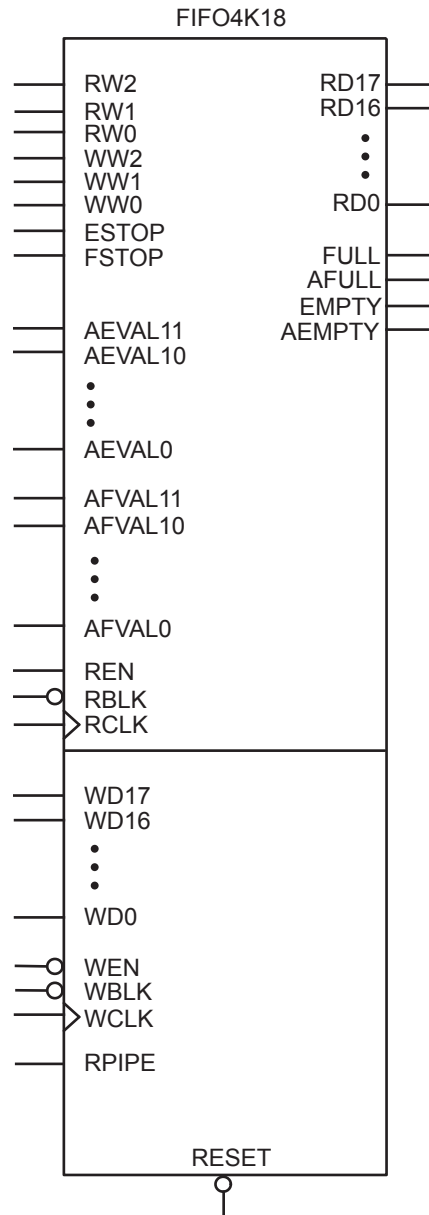 FIFO4K18
RW2
RD17
RW1
RD16
RW0
WW2
WW1
WW0
RD0
ESTOP
FSTOP
FULL
AFULL
EMPTY
AEVAL11
AEMPTY
AEVAL10
AEVAL0
AFVAL11
AFVAL10
AFVAL0
REN
RBLK
RCLK
WD17
WD16
WD0
WEN
WBLK
WCLK
RPIPE
RESET